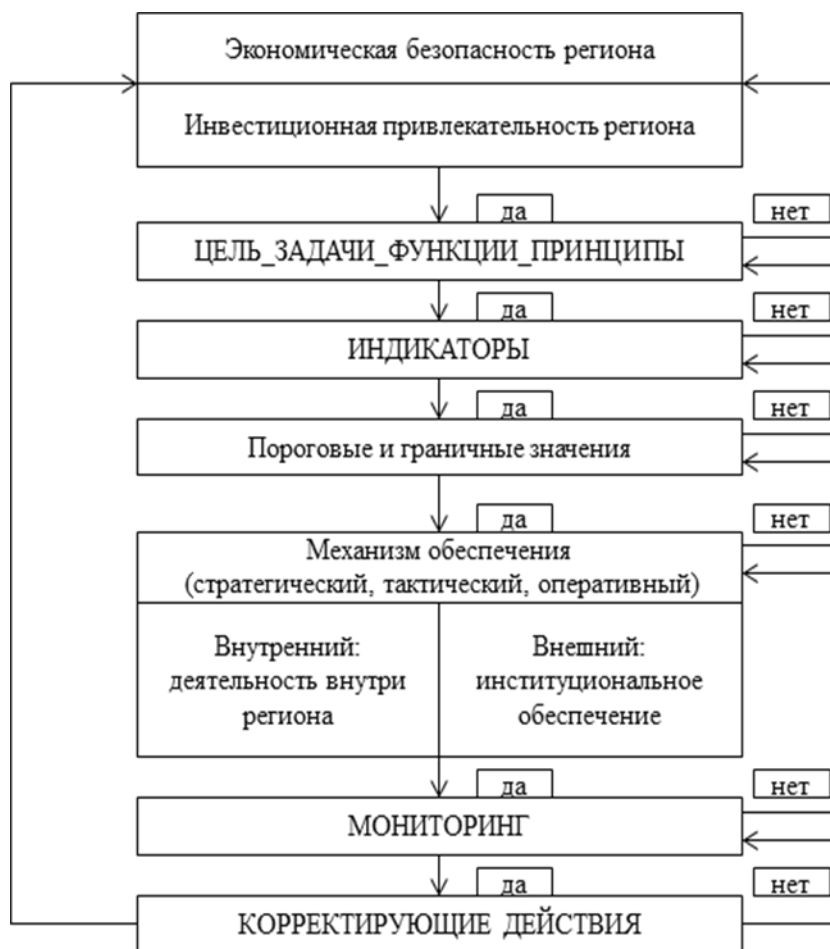 Экономическая безопасность региона
Инвестиционная привлекательность региона
да
нет
ЦЕЛЬ_ЗАДАЧИ_ФУНКЦИИ_ПРИНЦИПЫ
да
нет
ИНДИКАТОРЫ
да
нет
Пороговые и граничные значения
да
нет
Механизм обеспечения
(стратегический, тактический, оперативный)
Внутренний:
деятельность внутри
региона
Внешний:
институциональное
обеспечение
да
нет
МОНИТОРИНГ
да
нет
КОРРЕКТИРУЮЩИЕ ДЕЙСТВИЯ